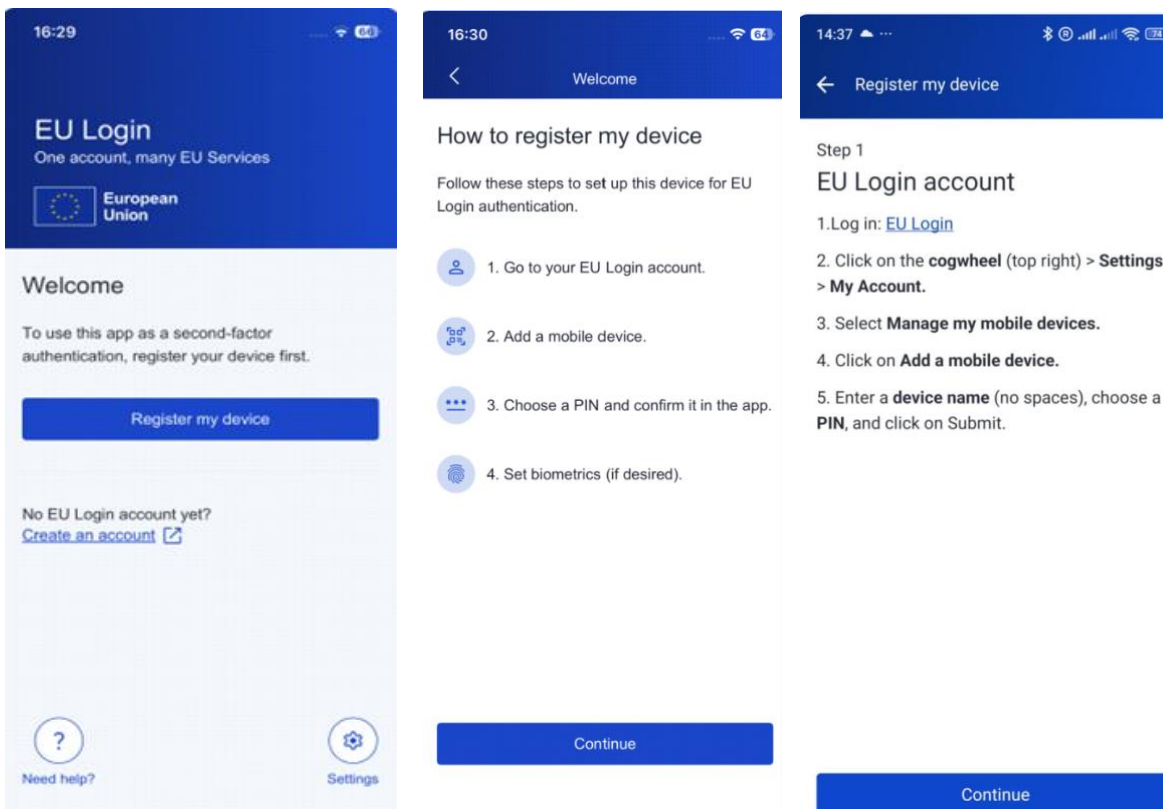 16:29
64
EU Login
One account, many EU Services
European
Union
Welcome
To use this app as a second-factor
authentication, register your device first.
Register my device
No EU Login account yet?
Create an account
?
Need help?
Settings
16:30
64
Welcome
How to register my device
Follow these steps to set up this device for EU
Login authentication.
1. Go to your EU Login account.
2. Add a mobile device.
3. Choose a PIN and confirm it in the app.
4. Set biometrics (if desired).
Continue
14:37
74
Register my device
Step 1
EU Login account
1.Log in: EU Login
2. Click on the cogwheel (top right) > Settings
> My Account.
3. Select Manage my mobile devices.
4. Click on Add a mobile device.
5. Enter a device name (no spaces), choose a
PIN, and click on Submit.
Continue